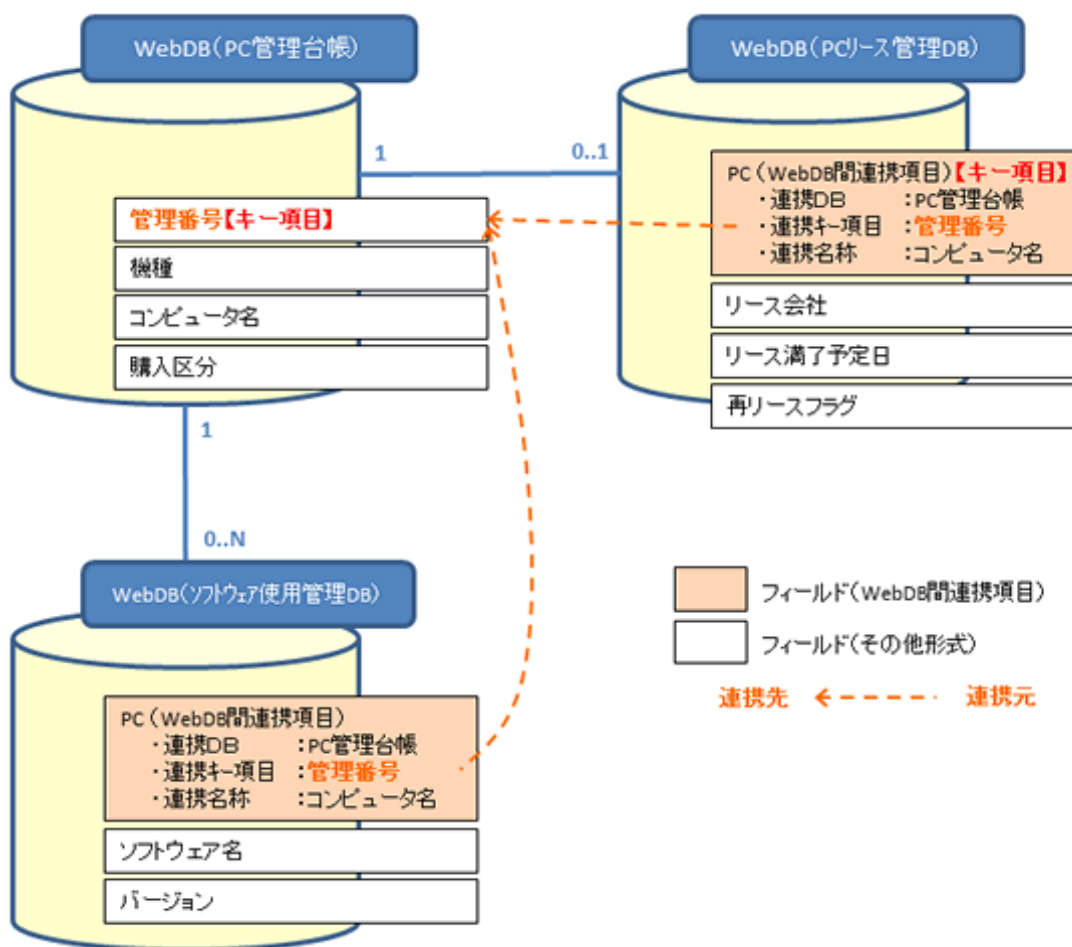 WebDB(PC管理台帳)
WebDB(PCリース管理DB)
1
0..1
管理番号【キー項目】
機種
コンピュータ名
購入区分
PC(WebDB間連携項目)【キー項目】
・連携DB :PC管理台帳
・連携キー項目 :管理番号
・連携名称 :コンピュータ名
リース会社
リース満了予定日
再リースフラグ
1
0..N
WebDB(ソフトウェア使用管理DB)
PC(WebDB間連携項目)
・連携DB :PC管理台帳
・連携キー項目 :管理番号
・連携名称 :コンピュータ名
ソフトウェア名
バージョン
フィールド(WebDB間連携項目)
フィールド(その他形式)
連携先 連携元